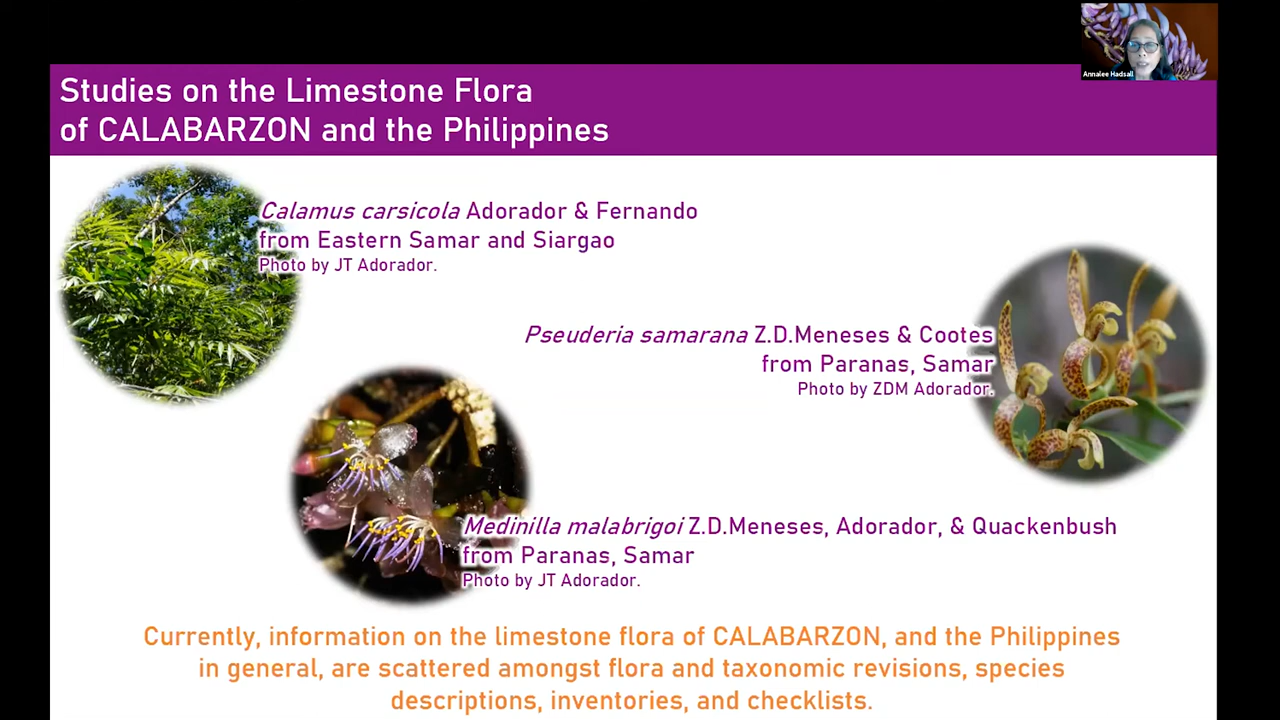 Annalee Hadsall
Studies on the Limestone Flora
of CALABARZON and the Philippines
Calamus carsicola Adorador & Fernando
from Eastern Samar and Siargao
Photo by JT Adorador.
Pseuderia samarana Z.D.Meneses & Cootes
from Paranas, Samar
Photo by ZDM Adorador.
Medinilla malabrigoi Z.D.Meneses, Adorador, & Quackenbush
from Paranas, Samar
Photo by JT Adorador.
Currently, information on the limestone flora of CALABARZON, and the Philippines
in general, are scattered amongst flora and taxonomic revisions, species
descriptions, inventories, and checklists.